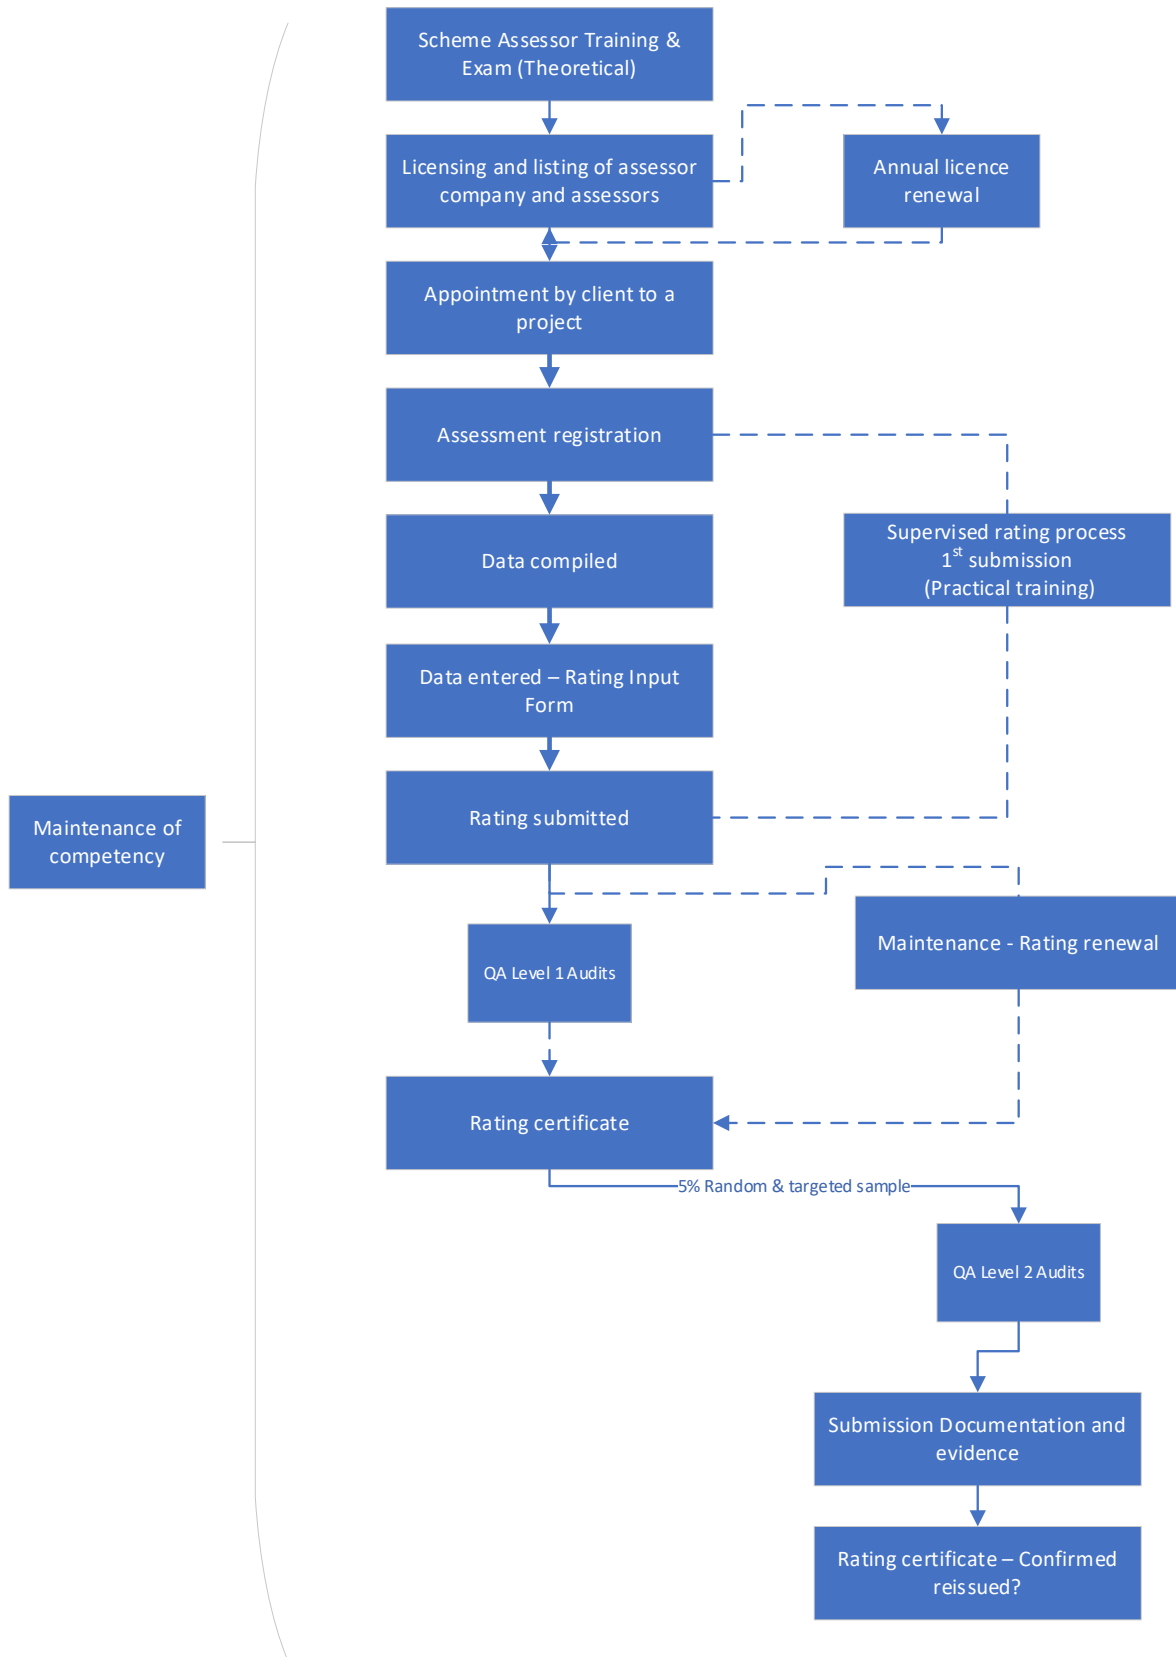 Scheme Assessor Training &
Exam (Theoretical)
Licensing and listing of assessor
company and assessors
Annual licence
renewal
Appointment by client to a
project
Assessment registration
Supervised rating process
1st submission
(Practical training)
Data compiled
Data entered – Rating Input
Form
Rating submitted
Maintenance of
competency
Maintenance - Rating renewal
QA Level 1 Audits
Rating certificate
5% Random & targeted sample
QA Level 2 Audits
Submission Documentation and
evidence
Rating certificate – Confirmed
reissued?